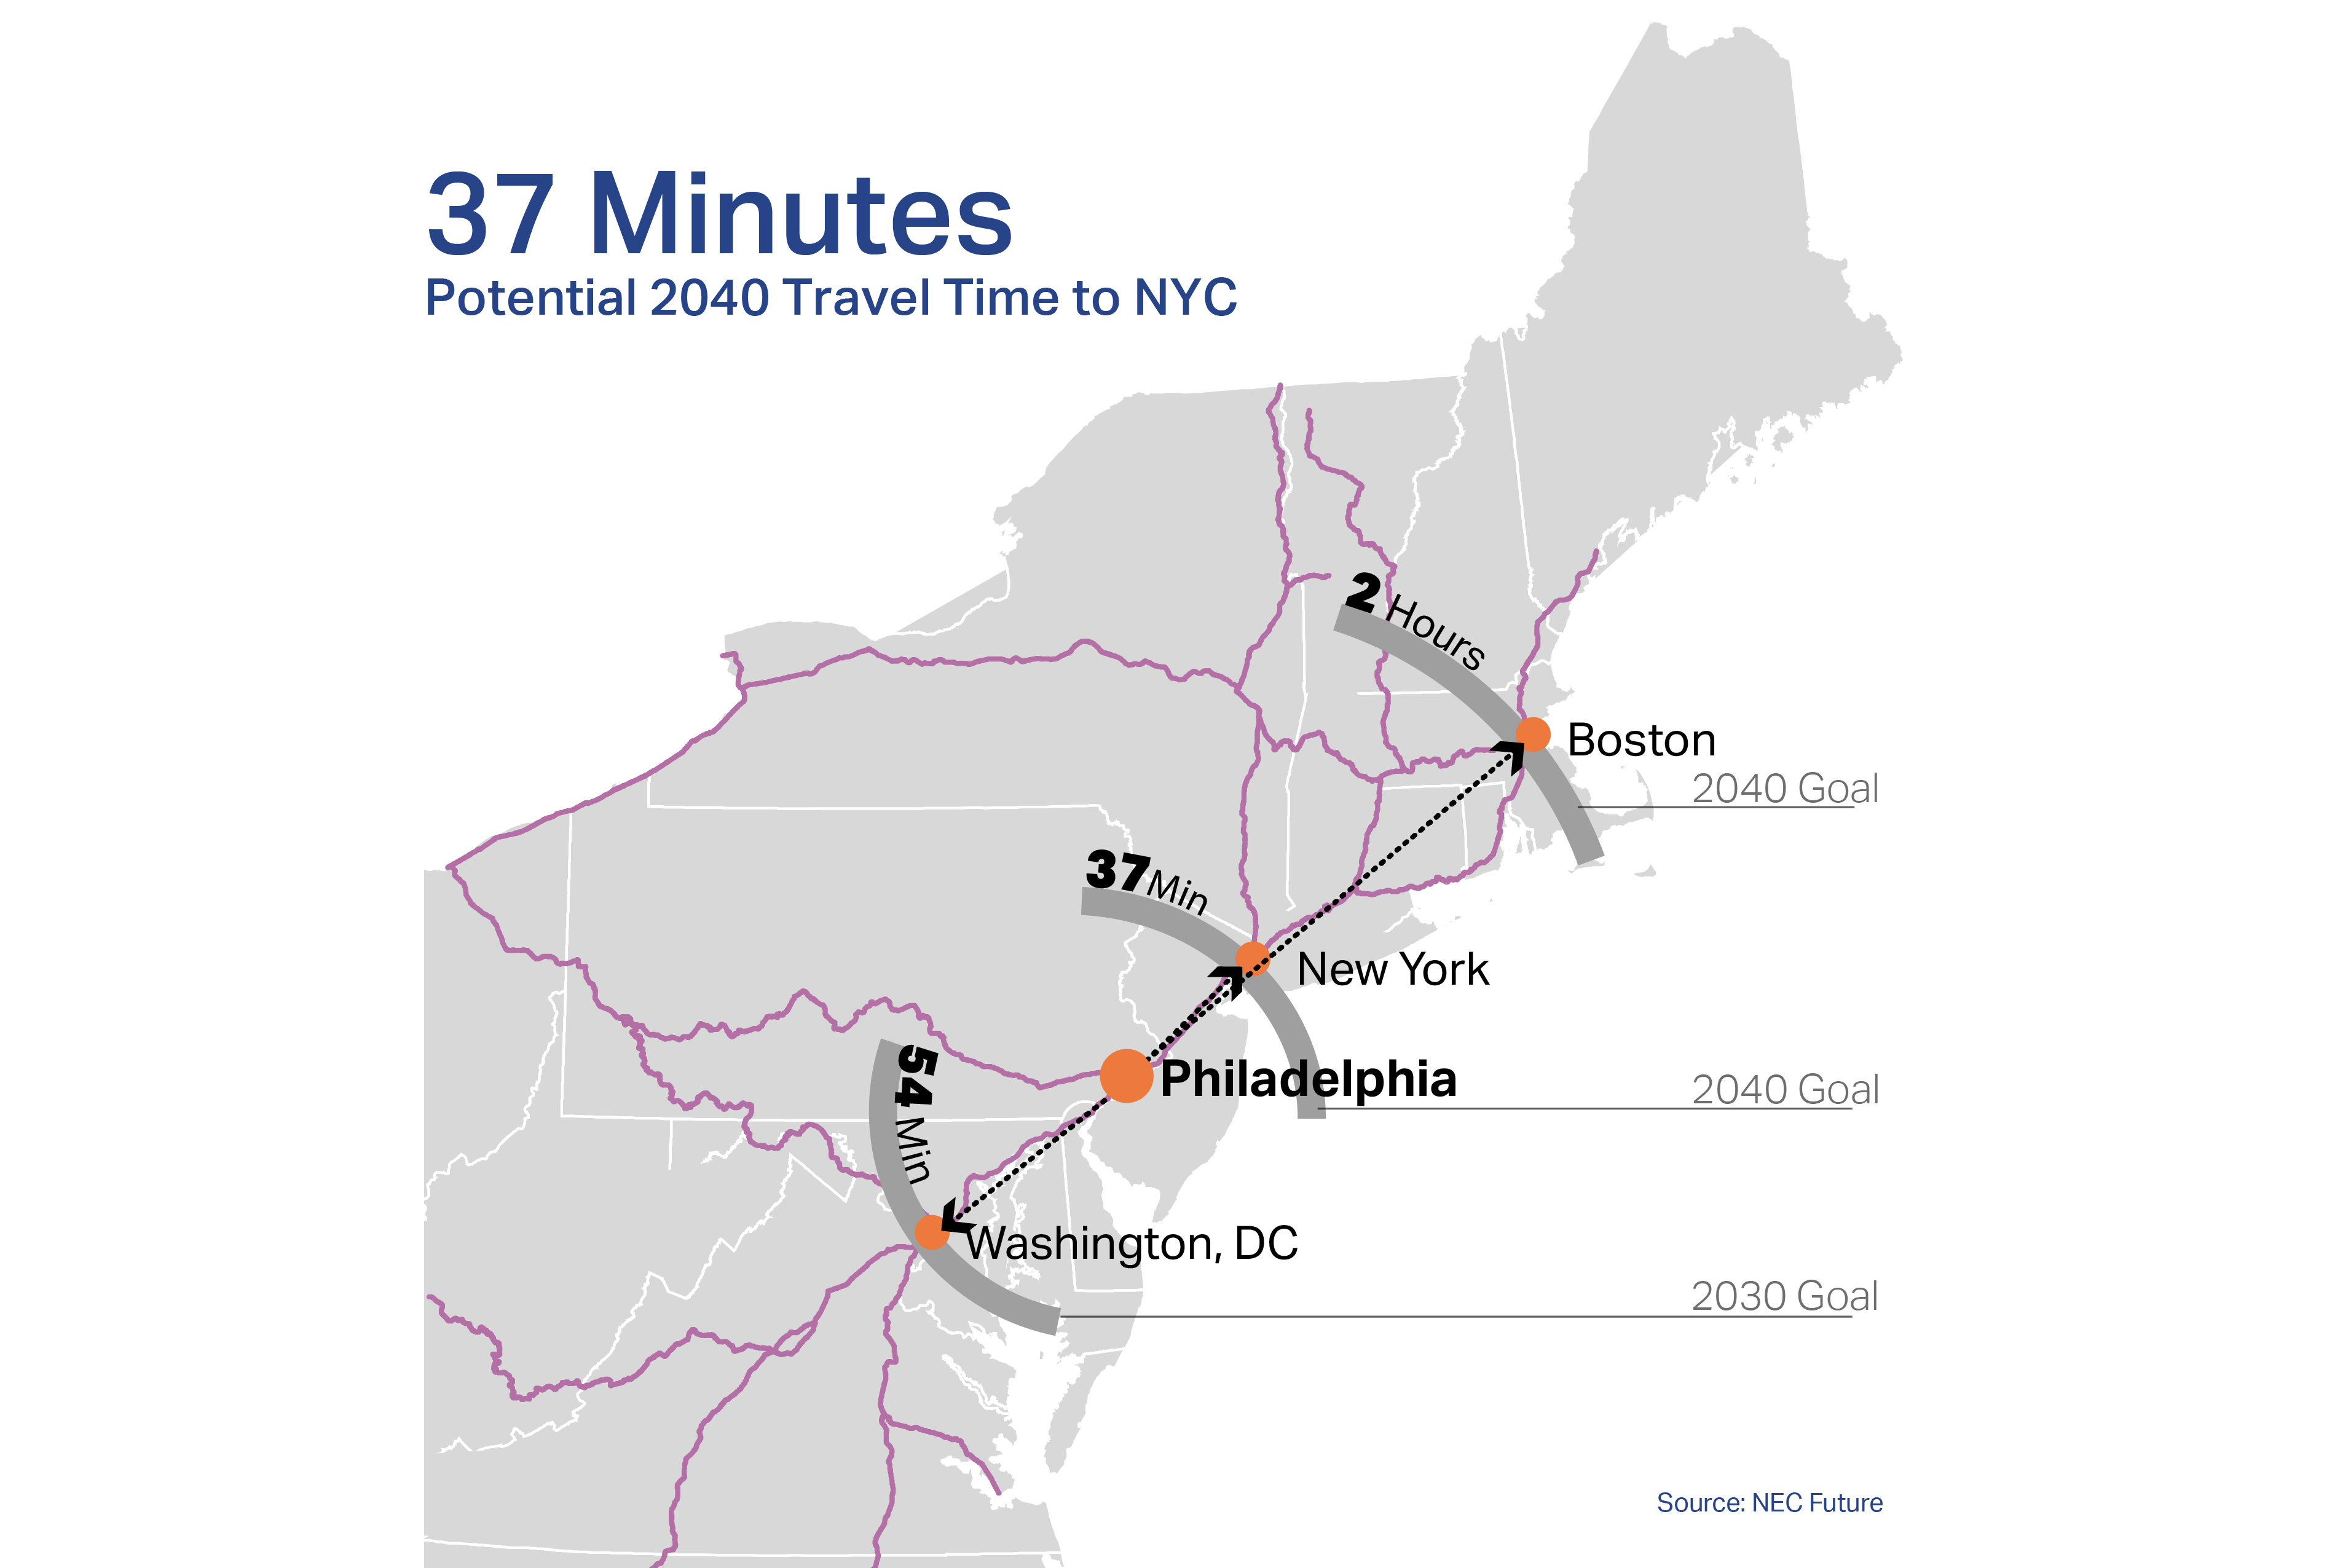 37 Minutes
Potential 2040 Travel Time to NYC
2 Hours
Boston
2040 Goal
37 Min
New York
Philadelphia
2040 Goal
54 Min
Washington, DC
2030 Goal
Source: NEC Future